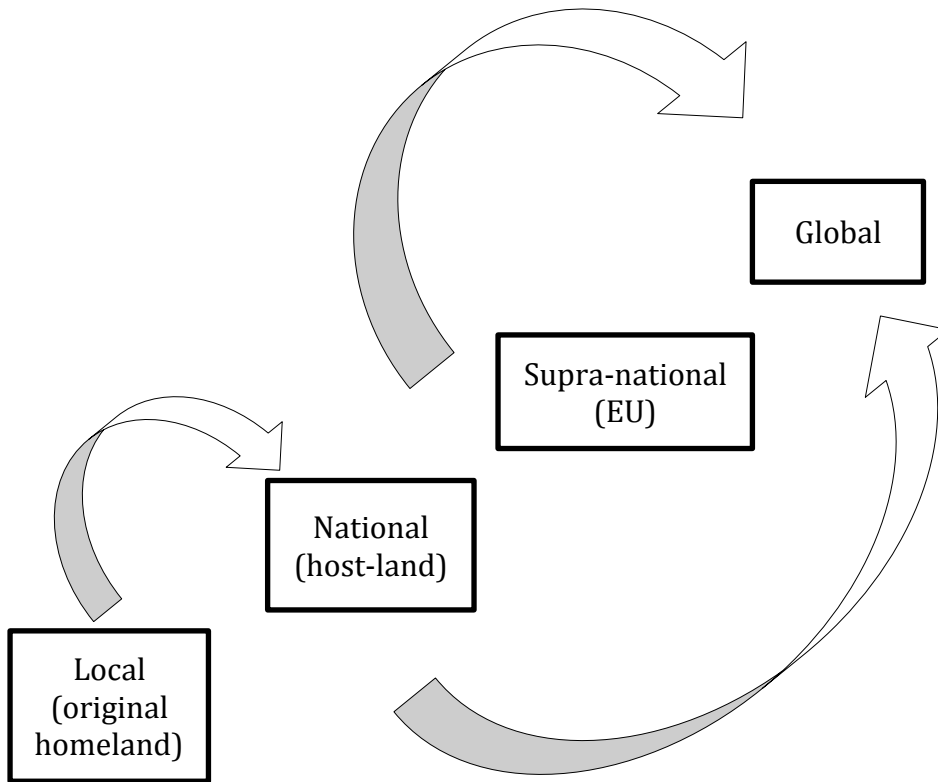 Global
Supra-national
(EU)
National
(host-land)
Local
(original
homeland)